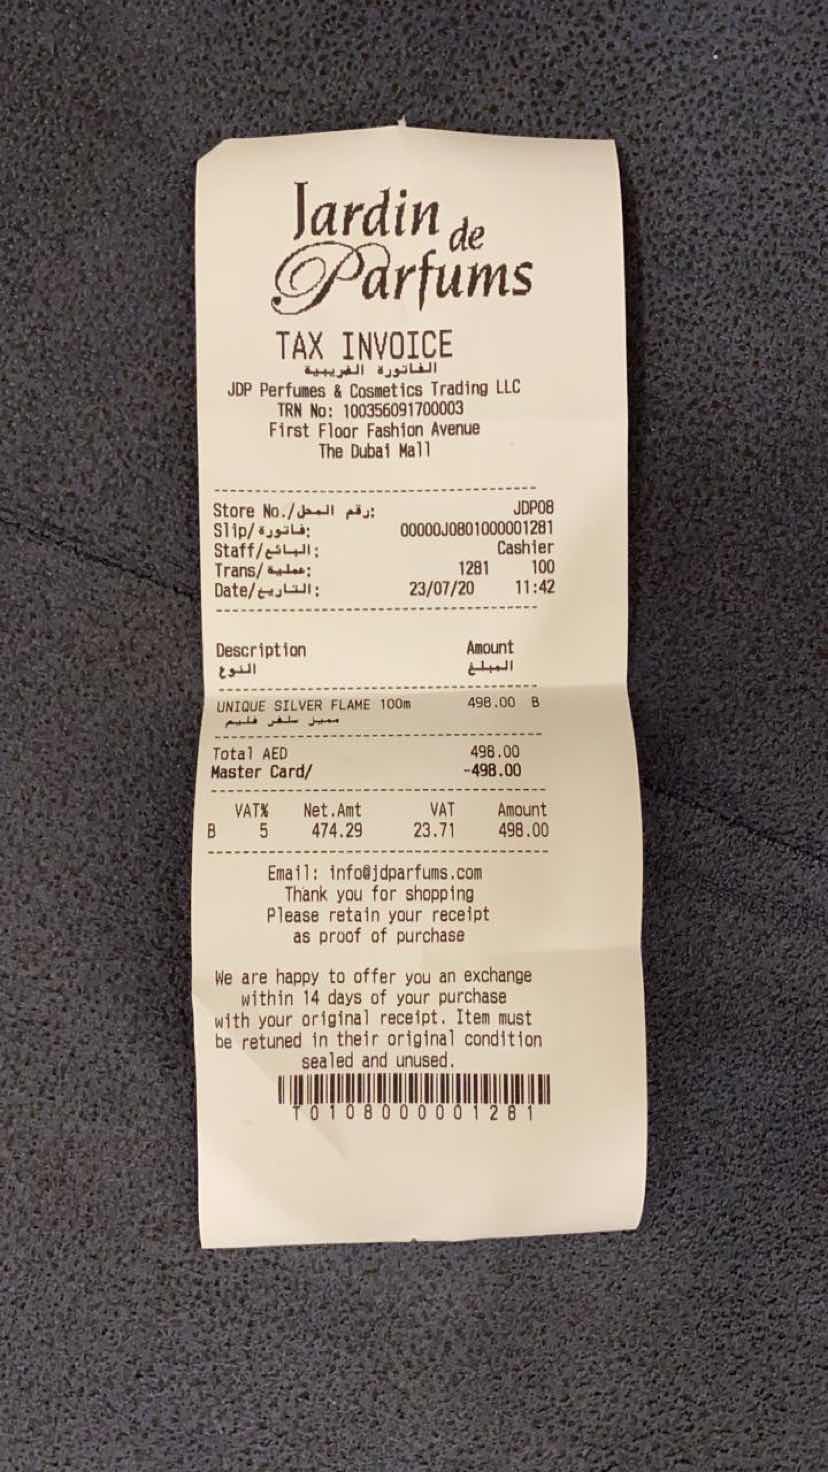 Jardin de
Parfums
TAX INVOICE
الفاتورة الضريبية
JDP Perfumes & Cosmetics Trading LLC
TRN No: 100356091700003
First Floor Fashion Avenue
The Dubai Mall
Store No./رقم المحل: JDP08
Slip/فاتورة: 00000J0801000001281
Staff/البائع: Cashier
Trans/عملية: 1281 100
Date/التاريخ: 23/07/20 11:42
Description Amount
النوع المبلغ
UNIQUE SILVER FLAME 100m 498.00 B
مميز سلفر فليم
Total AED 498.00
Master Card/ -498.00
VAT% Net.Amt VAT Amount
B 5 474.29 23.71 498.00
Email: info@jdparfums.com
Thank you for shopping
Please retain your receipt
as proof of purchase
We are happy to offer you an exchange
within 14 days of your purchase
with your original receipt. Item must
be retuned in their original condition
sealed and unused.
T0108000001281